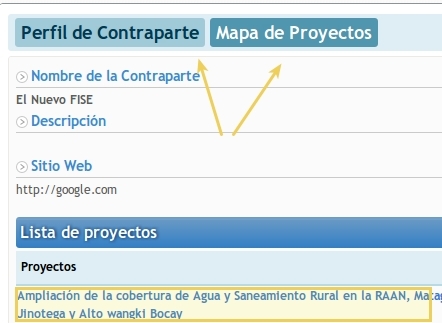 Perfil de Contraparte Mapa de Proyectos
Nombre de la Contraparte
El Nuevo FISE
Descripción
Sitio Web
http://google.com
Lista de proyectos
Proyectos
Ampliación de la cobertura de Agua y Saneamiento Rural en la RAAN, Matag
Jinotega y Alto wangki Bocay